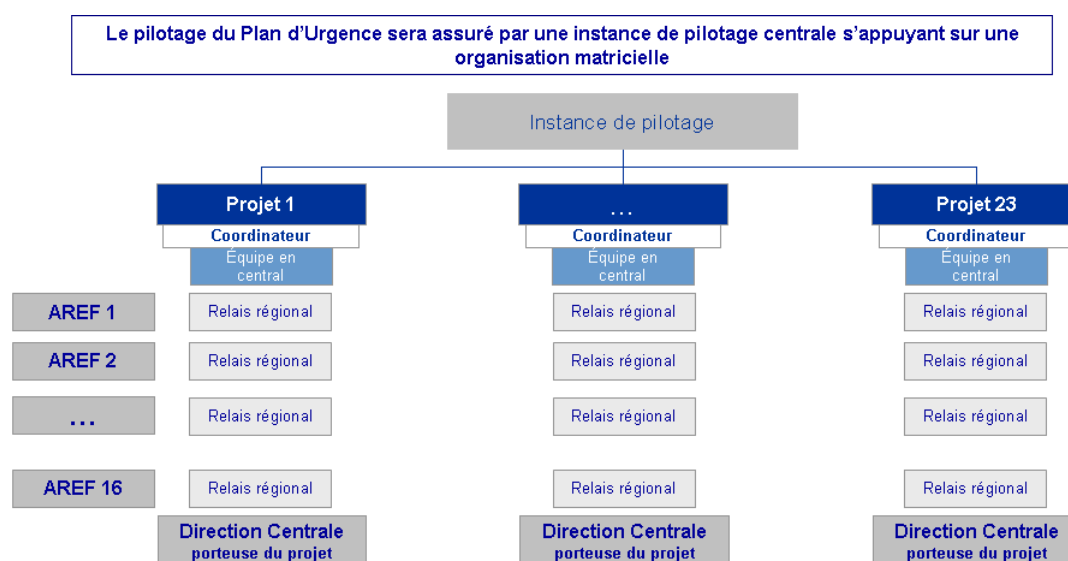 Le pilotage du Plan d’Urgence sera assuré par une instance de pilotage centrale s’appuyant sur une
organisation matricielle
Instance de pilotage
Projet 1
...
Projet 23
Coordinateur
Coordinateur
Coordinateur
Équipe en
central
Équipe en
central
Équipe en
central
AREF 1
Relais régional
Relais régional
Relais régional
AREF 2
Relais régional
Relais régional
Relais régional
...
Relais régional
Relais régional
Relais régional
AREF 16
Relais régional
Relais régional
Relais régional
Direction Centrale
porteuse du projet
Direction Centrale
porteuse du projet
Direction Centrale
porteuse du projet